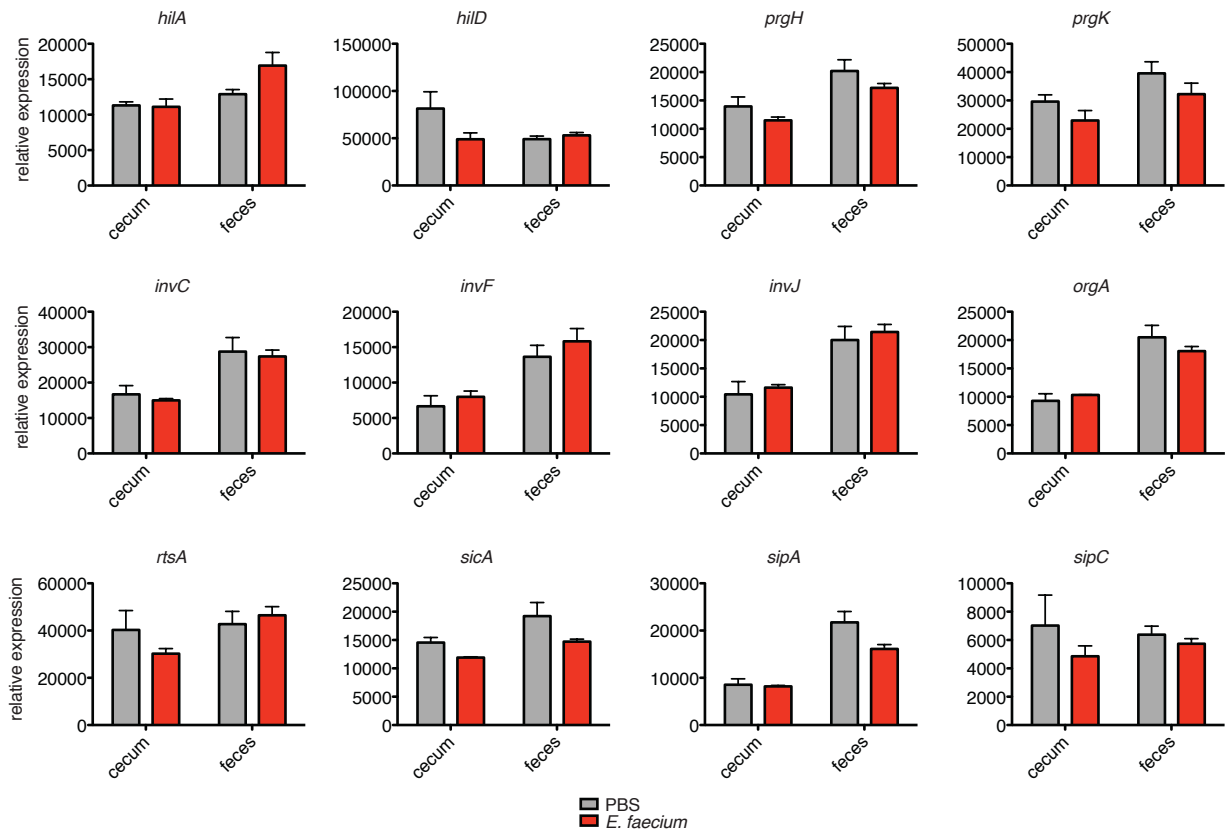 hilA
hilD
prgH
prgK
relative expression
20000
15000
10000
5000
0
cecum
feces
150000
100000
50000
0
cecum
feces
25000
20000
15000
10000
5000
0
cecum
feces
50000
40000
30000
20000
10000
0
cecum
feces
invC
invF
invJ
orgA
relative expression
40000
30000
20000
10000
0
cecum
feces
20000
15000
10000
5000
0
cecum
feces
25000
20000
15000
10000
5000
0
cecum
feces
25000
20000
15000
10000
5000
0
cecum
feces
rtsA
sicA
sipA
sipC
relative expression
60000
40000
20000
0
cecum
feces
25000
20000
15000
10000
5000
0
cecum
feces
30000
20000
10000
0
cecum
feces
10000
8000
6000
4000
2000
0
cecum
feces
PBS
E. faecium